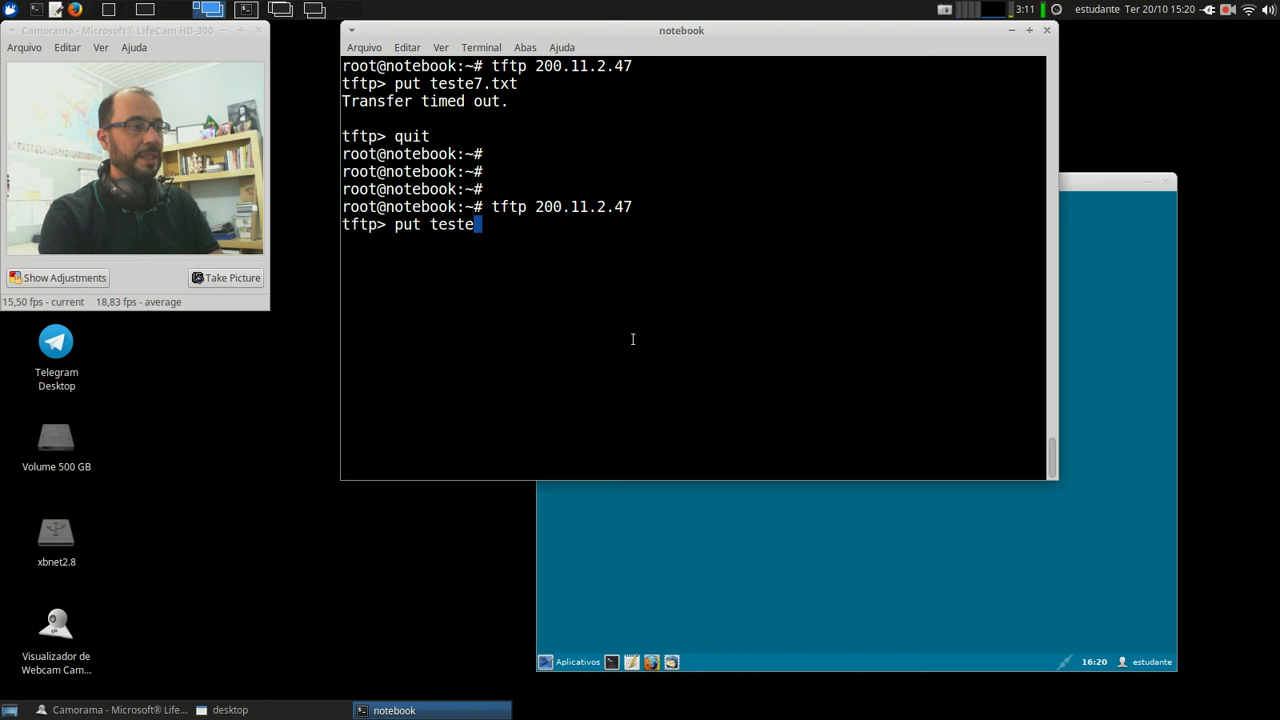 3:11
estudante Ter 20/10 15:20
Camorama - Microsoft® LifeCam HD-300
Arquivo Editar Ver Ajuda
Show Adjustments
Take Picture
15,50 fps - current 18,83 fps - average
notebook
Arquivo Editar Ver Terminal Abas Ajuda
root@notebook:~# tftp 200.11.2.47
tftp> put teste7.txt
Transfer timed out.
tftp> quit
root@notebook:~#
root@notebook:~#
root@notebook:~#
root@notebook:~# tftp 200.11.2.47
tftp> put teste
Telegram
Desktop
Volume 500 GB
xbnet2.8
Visualizador de
Webcam Cam...
Aplicativos
16:20
estudante
Camorama - Microsoft® Life...
desktop
notebook